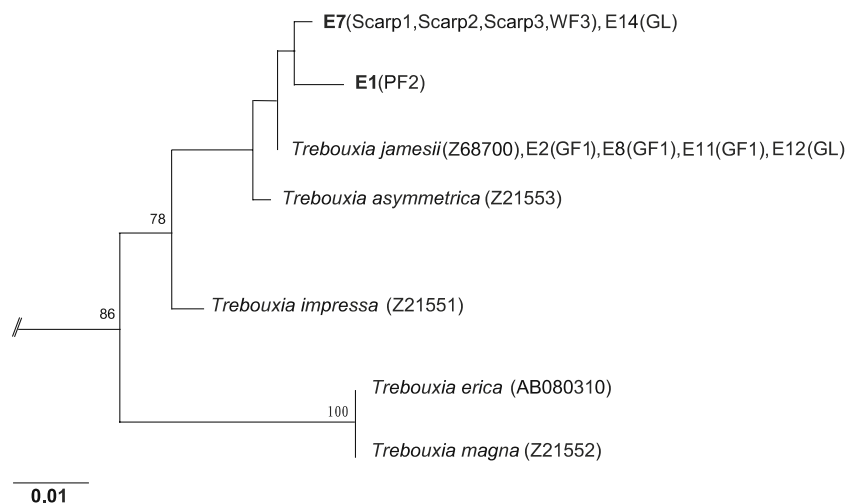 E7(Scarp1,Scarp2,Scarp3,WF3), E14(GL)
E1(PF2)
Trebouxia jamesii(Z68700),E2(GF1),E8(GF1),E11(GF1),E12(GL)
Trebouxia asymmetrica (Z21553)
78
Trebouxia impressa (Z21551)
86
Trebouxia erica (AB080310)
100
Trebouxia magna (Z21552)
0.01